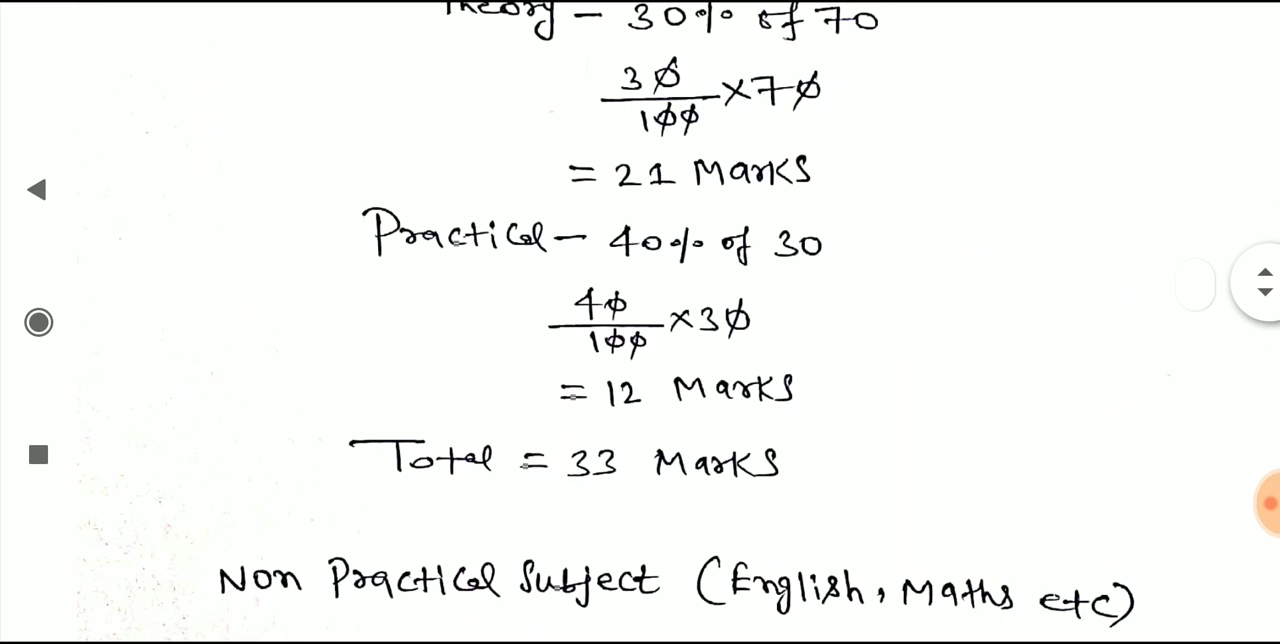 Theory - 30% of 70
30/100 × 70
= 21 Marks
Practical - 40% of 30
40/100 × 30
= 12 Marks
Total = 33 Marks
Non Practical Subject (English, Maths etc)